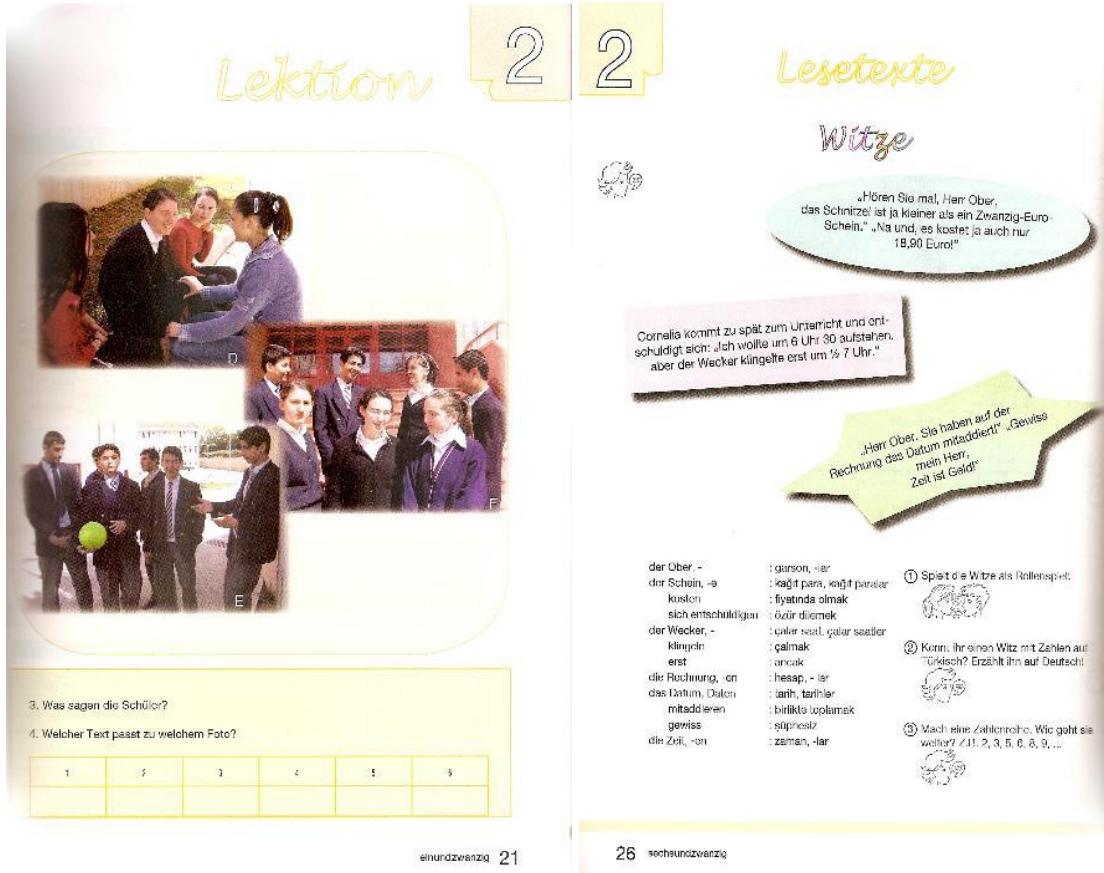 Lektion
2
D
F
E
3. Was sagen die Schüler?
4. Welcher Text passt zu welchem Foto?
1 2 3 4 5 6
einundzwanzig 21
2
Lesetexte
Witze
„Hören Sie mal, Herr Ober,
das Schnitzel ist ja kleiner als ein Zwanzig-Euro-
Schein." „Na und, es kostet ja auch nur
18,90 Euro!"
Cornelia kommt zu spät zum Unterricht und ent-
schuldigt sich: „Ich wollte um 6 Uhr 30 aufstehen,
aber der Wecker klingelte erst um ½ 7 Uhr."
„Herr Ober, Sie haben auf der
Rechnung das Datum mitaddiert!" „Gewiss
mein Herr,
Zeit ist Geld!"
der Ober, - : garson, -lar
der Schein, -e : kağıt para, kağıt paralar
kosten : fiyatında olmak
sich entschuldigen : özür dilemek
der Wecker, - : çalar saat, çalar saatler
klingeln : çalmak
erst : ancak
die Rechnung, -en : hesap, - lar
das Datum, Daten : tarih, tarihler
mitaddieren : birlikte toplamak
gewiss : şüphesiz
die Zeit, -en : zaman, -lar
1 Spielt die Witze als Rollenspiel!
2 Kennt ihr einen Witz mit Zahlen auf
Türkisch? Erzählt ihn auf Deutsch!
3 Mach eine Zahlenreihe. Wie geht sie
weiter? Z.B. 2, 3, 5, 6, 8, 9, ...
26 sechsundzwanzig